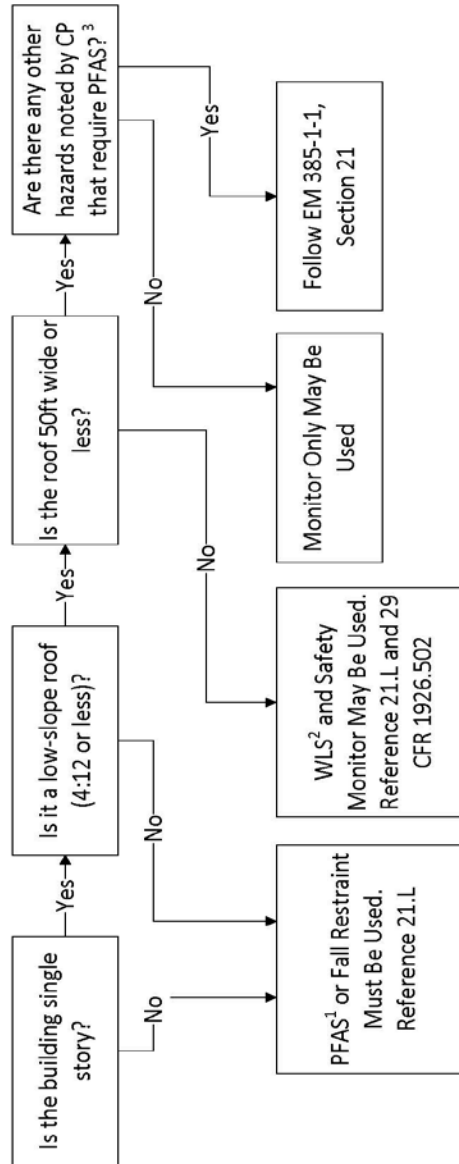 Is the building single
story?
Yes
Is it a low-slope roof
(4:12 or less)?
Yes
Is the roof 50ft wide or
less?
Yes
Are there any other
hazards noted by CP
that require PFAS? ³
No
No
No
No
Yes
PFAS¹ or Fall Restraint
Must Be Used.
Reference 21.L
WLS² and Safety
Monitor May Be Used.
Reference 21.L and 29
CFR 1926.502
Monitor Only May Be
Used
Follow EM 385-1-1,
Section 21